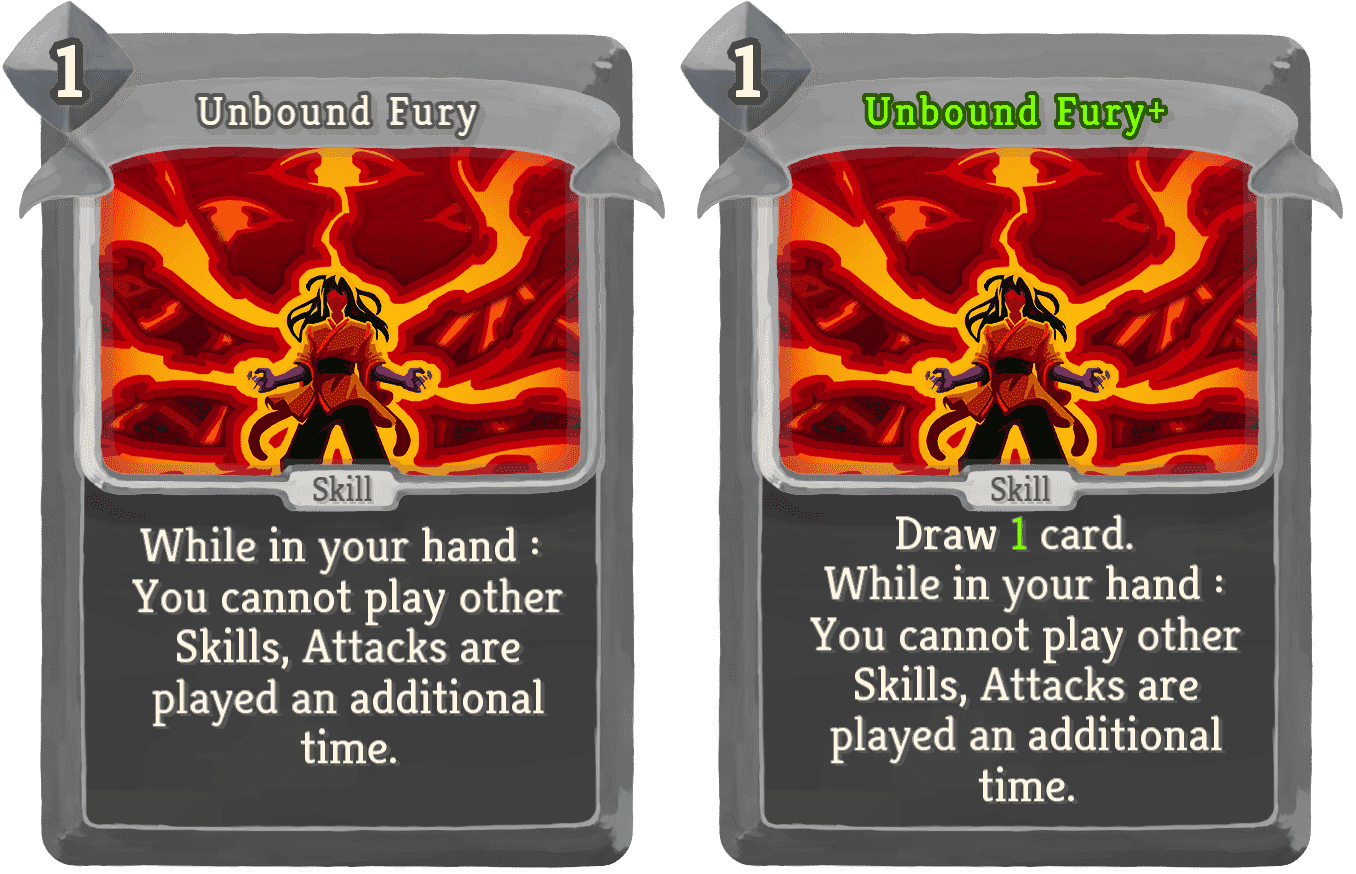 1
Unbound Fury
Skill
While in your hand :
You cannot play other
Skills, Attacks are
played an additional
time.
1
Unbound Fury+
Skill
Draw 1 card.
While in your hand :
You cannot play other
Skills, Attacks are
played an additional
time.